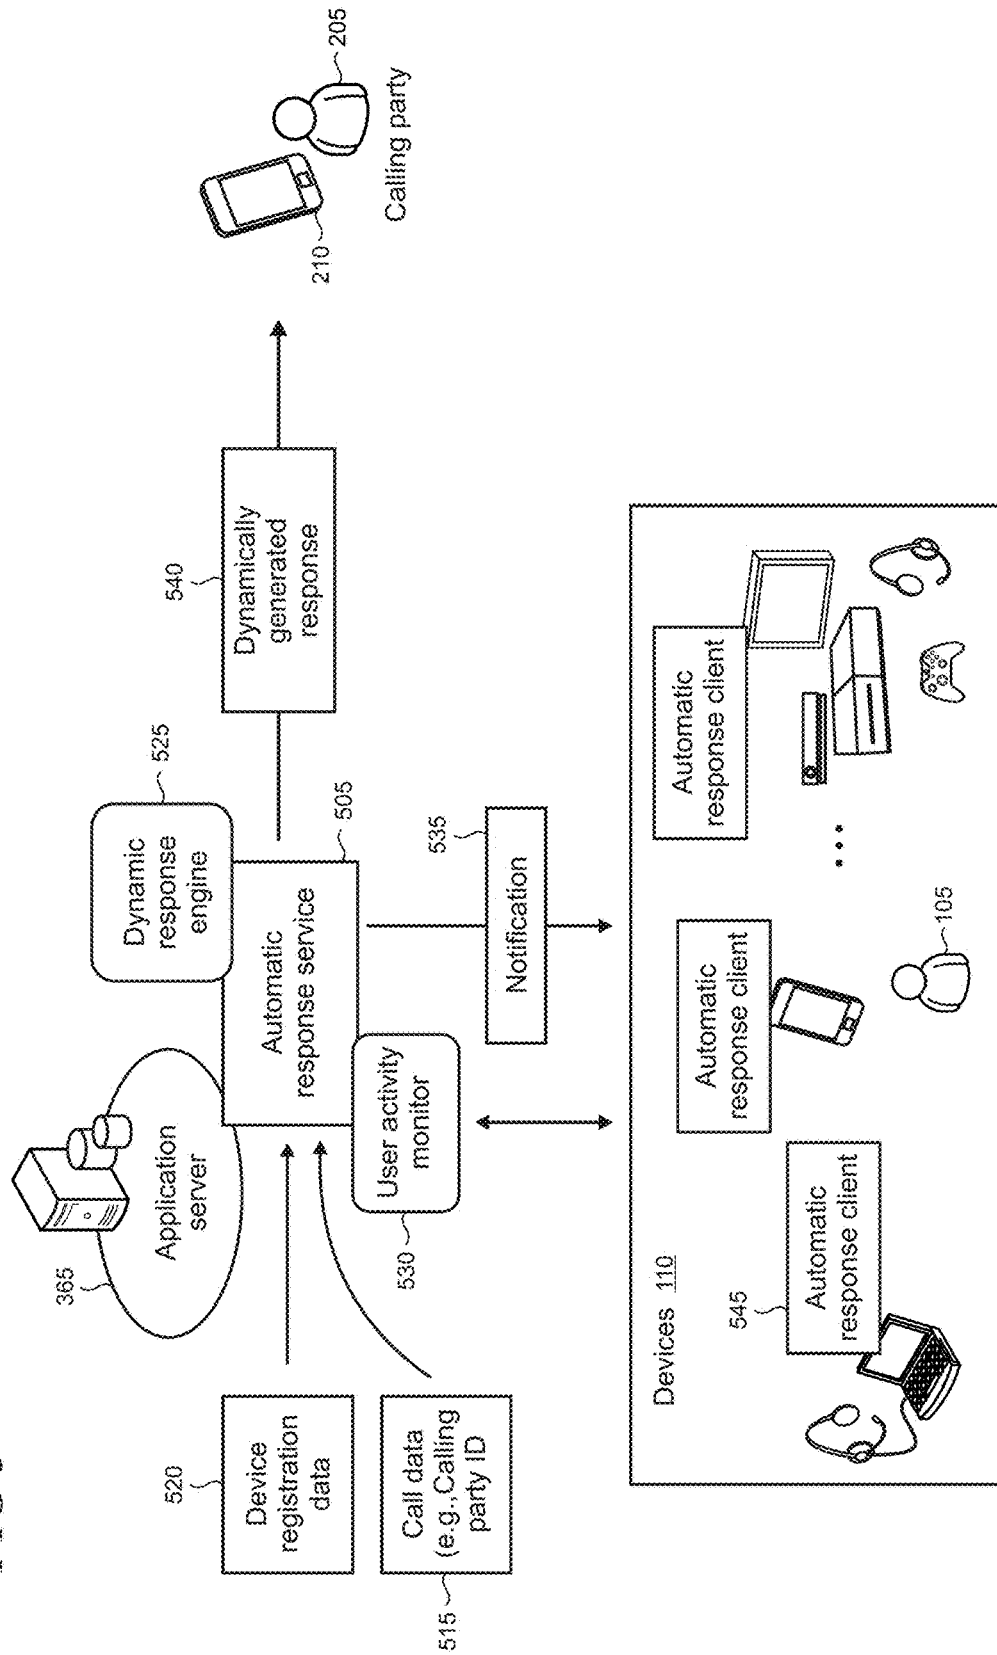 365
Application
server
Dynamic
response
engine
525
540
Dynamically
generated
response
205
210
Calling party
520
Device
registration
data
Automatic
response service
505
515
Call data
(e.g.,Calling
party ID
530
User activity
monitor
Notification
535
Devices 110
545
Automatic
response client
Automatic
response client
Automatic
response client
105